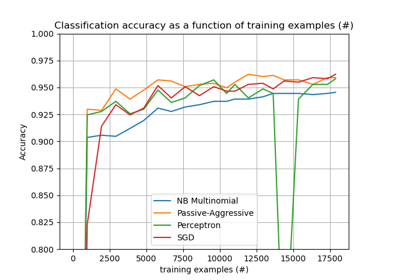 Classification accuracy as a function of training examples (#)
1.000
0.975
0.950
0.925
0.900
0.875
0.850
0.825
0.800
Accuracy
NB Multinomial
Passive-Aggressive
Perceptron
SGD
0 2500 5000 7500 10000 12500 15000 17500
training examples (#)